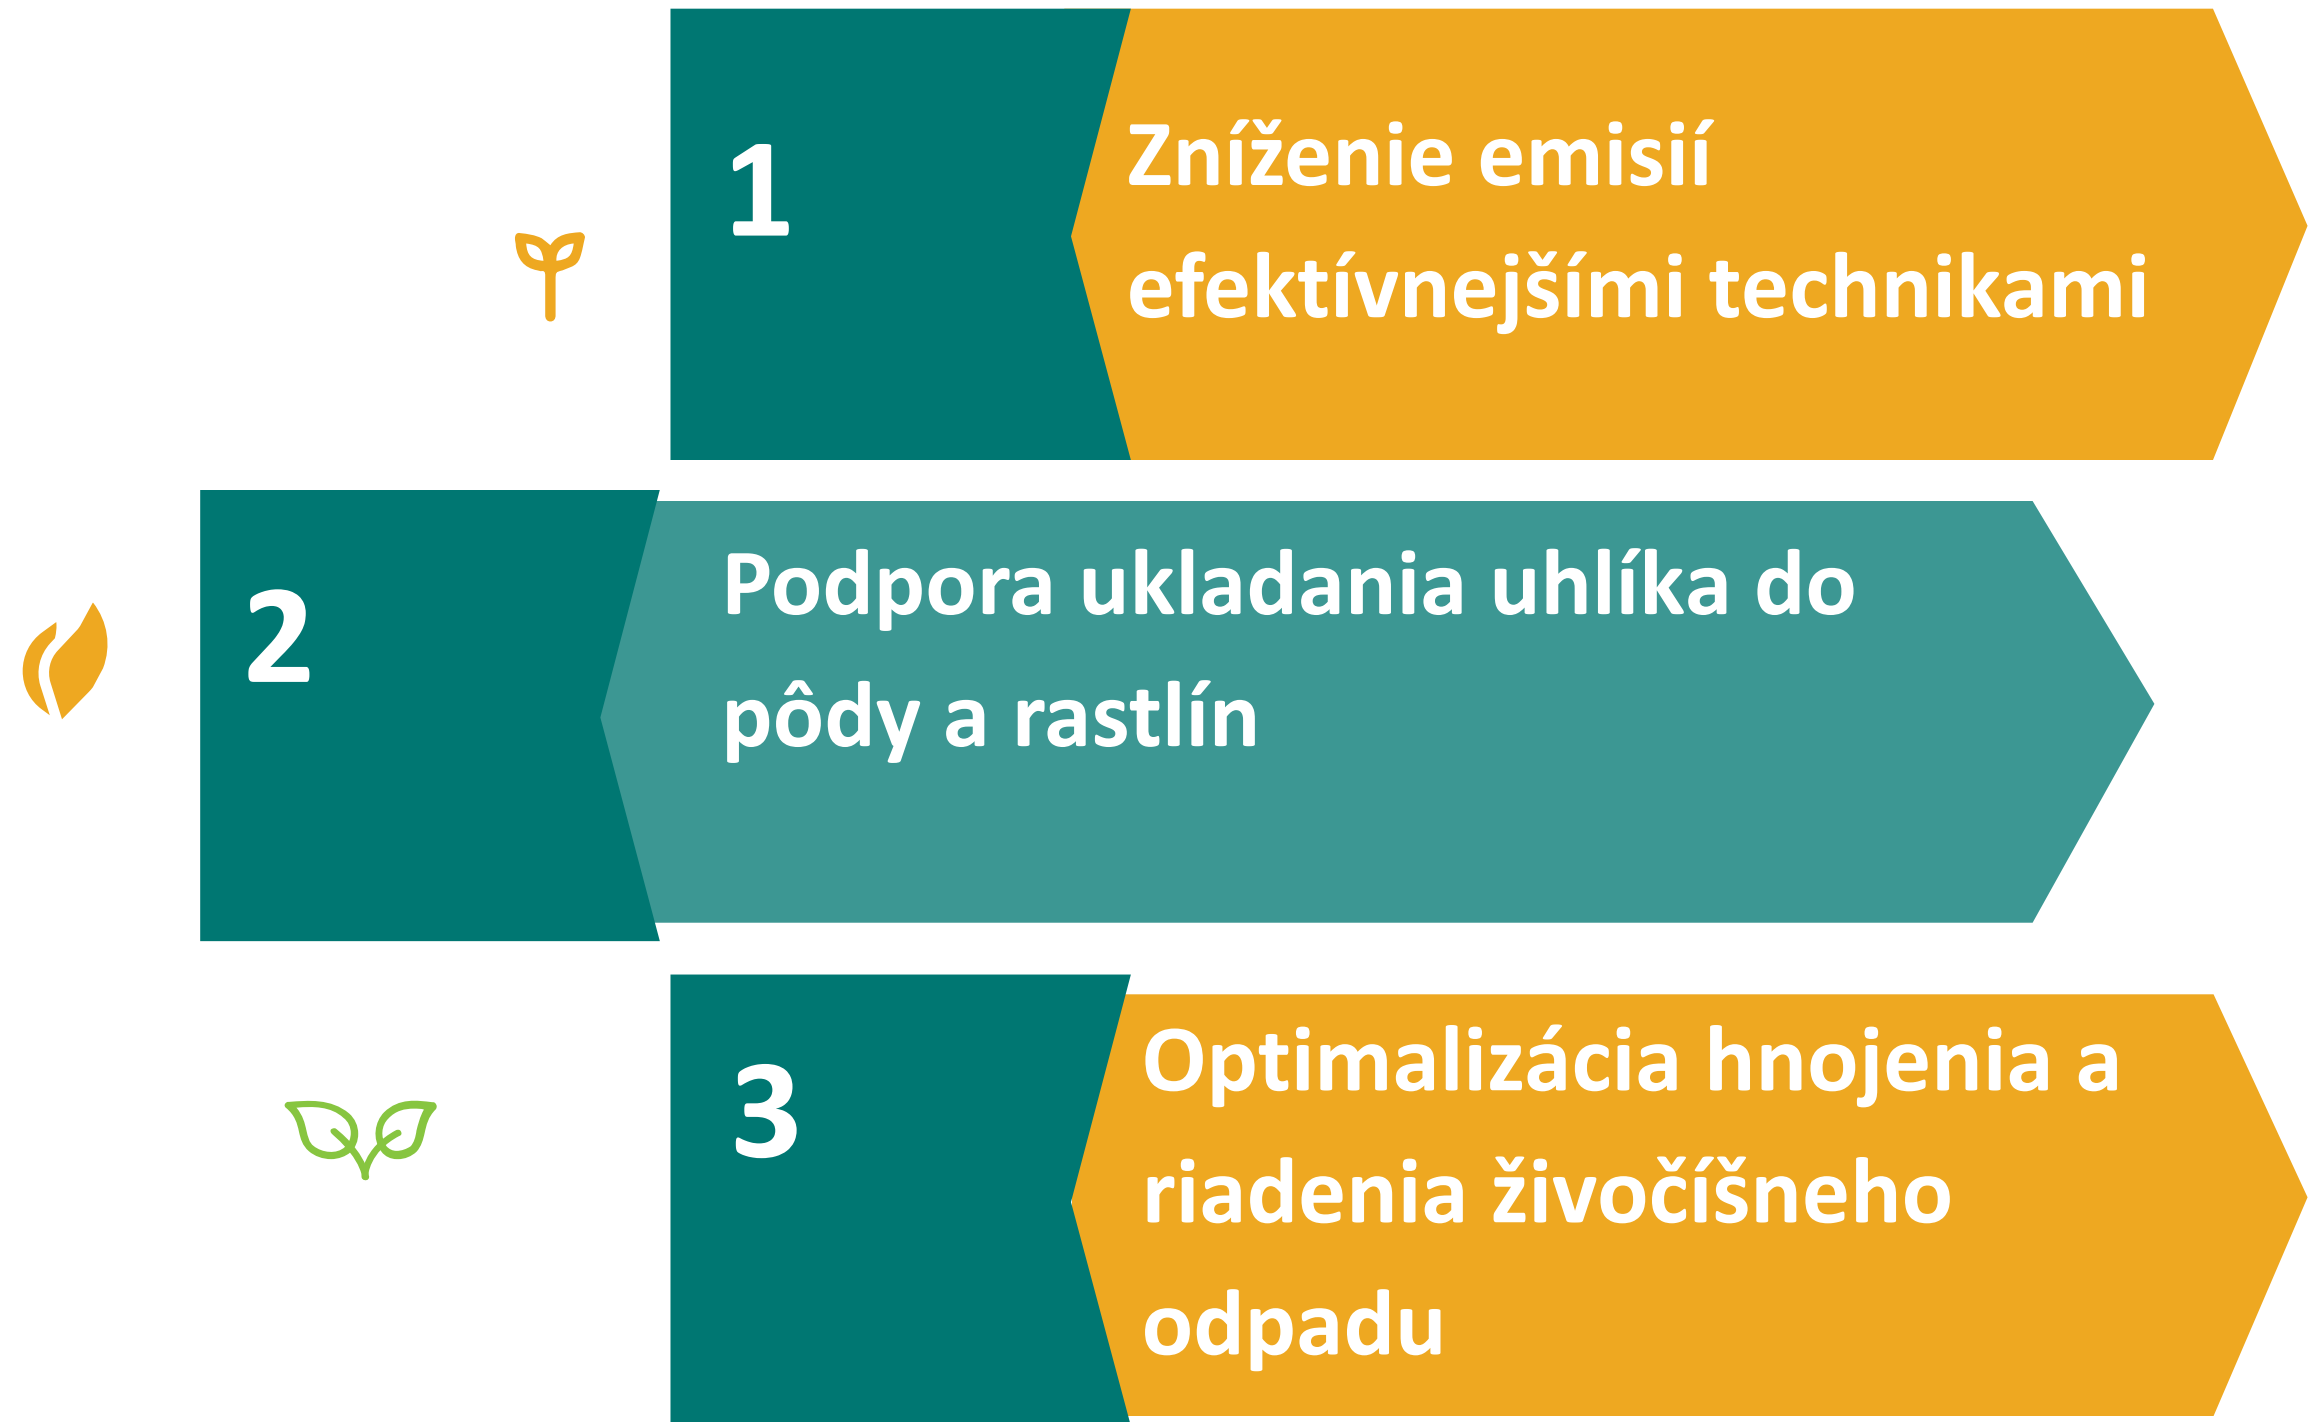 1
Zníženie emisií
efektívnejšími technikami
2
Podpora ukladania uhlíka do
pôdy a rastlín
3
Optimalizácia hnojenia a
riadenia živočíšneho
odpadu